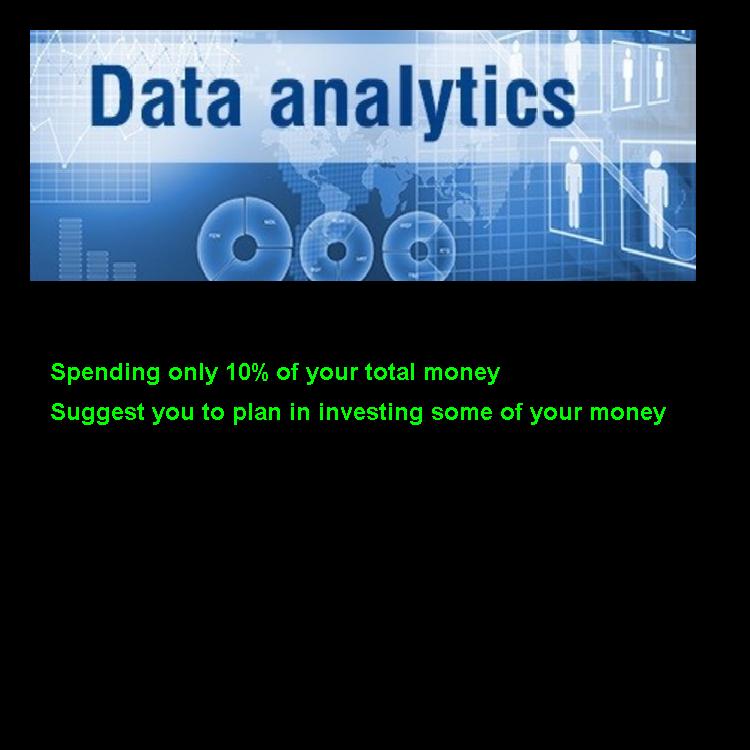 Data analytics
Spending only 10% of your total money
Suggest you to plan in investing some of your money